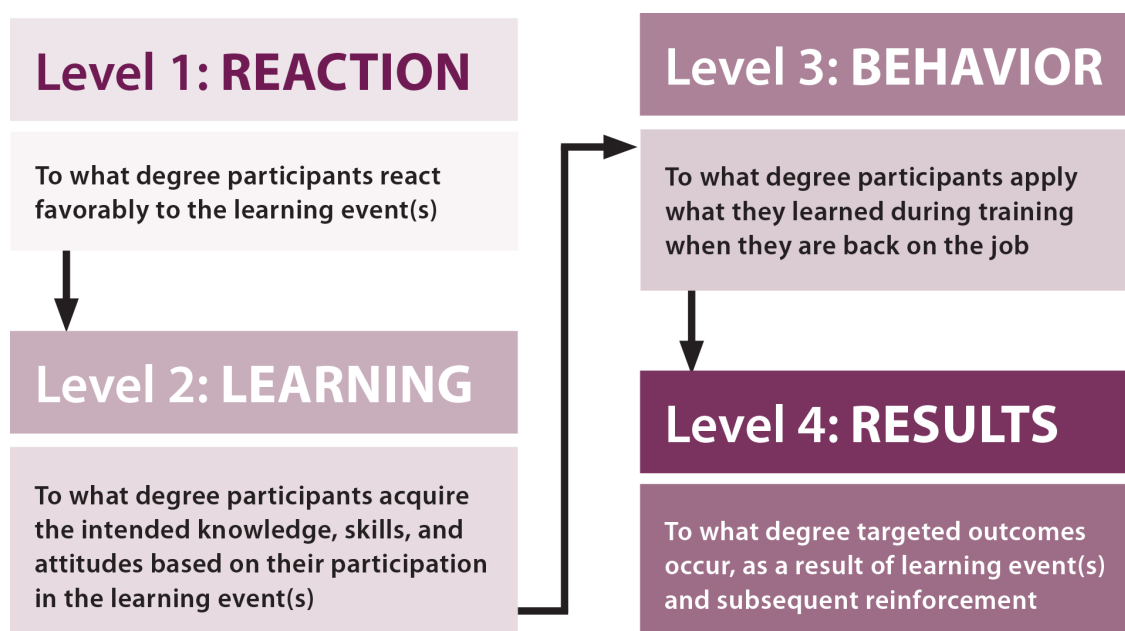 Level 1: REACTION
To what degree participants react
favorably to the learning event(s)
Level 2: LEARNING
To what degree participants acquire
the intended knowledge, skills, and
attitudes based on their participation
in the learning event(s)
Level 3: BEHAVIOR
To what degree participants apply
what they learned during training
when they are back on the job
Level 4: RESULTS
To what degree targeted outcomes
occur, as a result of learning event(s)
and subsequent reinforcement